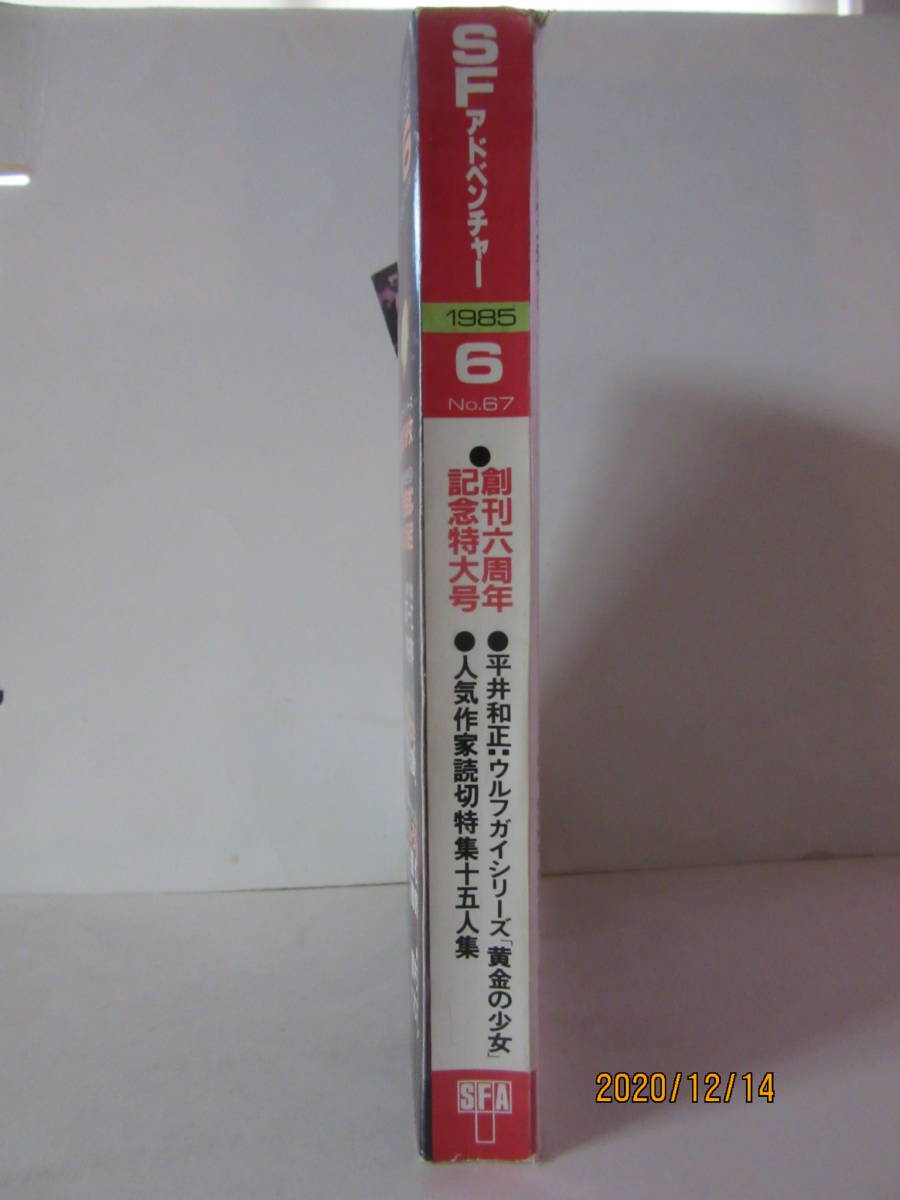 SFアドベンチャー
1985
6
No.67
●創刊六周年
記念特大号
●平井和正：ウルフガイシリーズ「黄金の少女」
●人気作家読切特集十五人集
SFA
2020/12/14